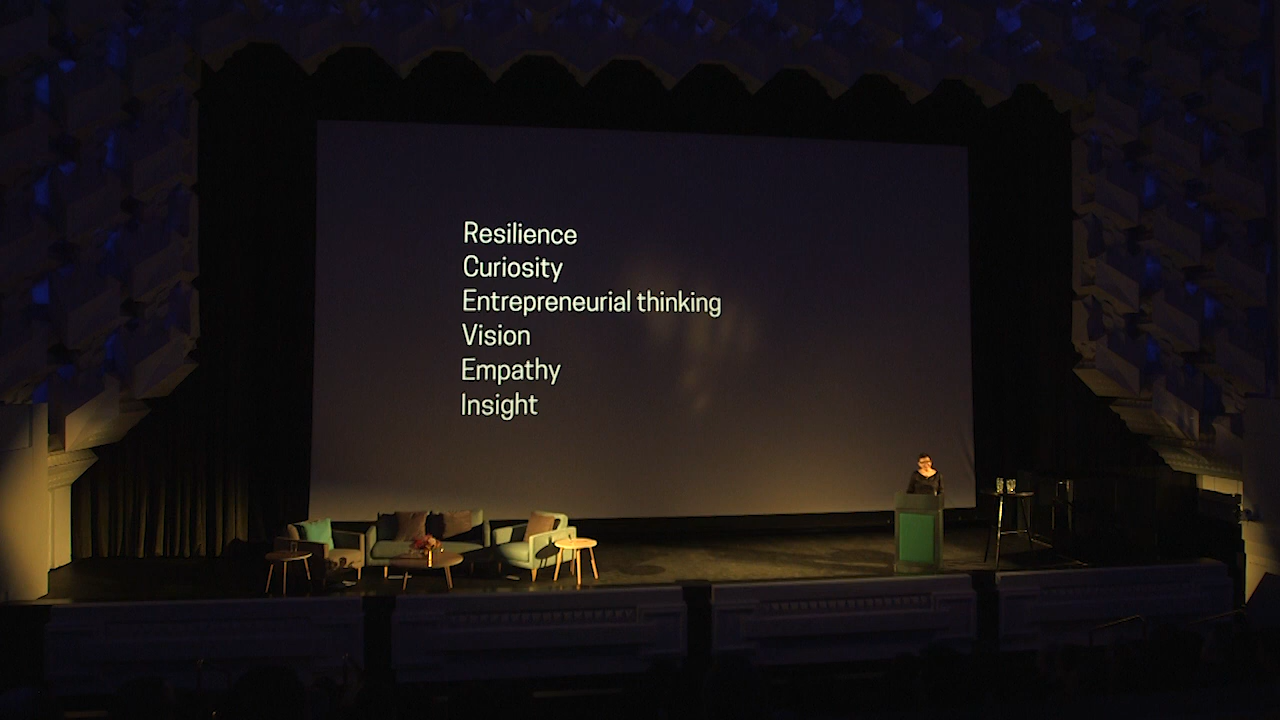 Resilience
Curiosity
Entrepreneurial thinking
Vision
Empathy
Insight